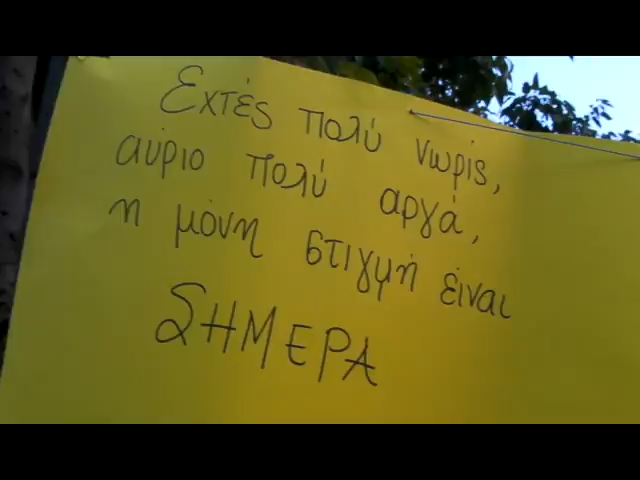 Εχτές πολύ νωρίς,
αύριο πολύ αργά,
η μόνη στιγμή είναι
ΣΗΜΕΡΑ